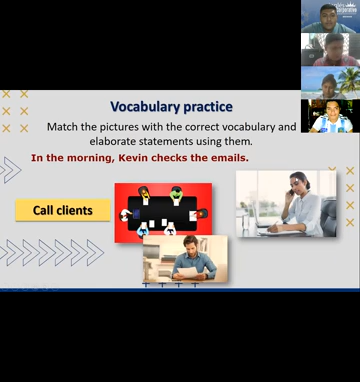 Vocabulary practice
Match the pictures with the correct vocabulary and
elaborate statements using them.
In the morning, Kevin checks the emails.
Call clients